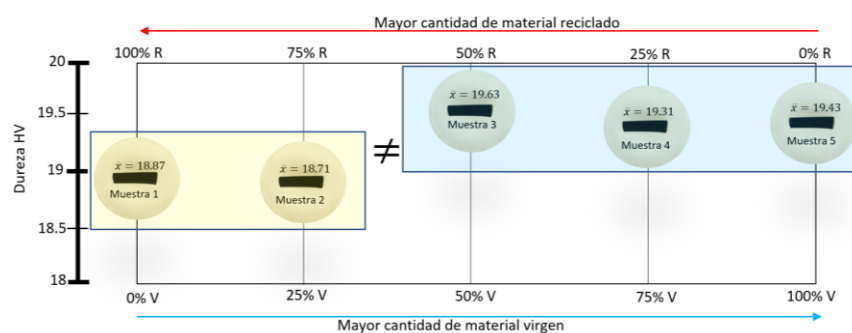 Mayor cantidad de material reciclado
100% R 75% R 50% R 25% R 0% R
Dureza HV
20
19.5
19
18.5
18
x̄ = 18.87
Muestra 1
x̄ = 18.71
Muestra 2
≠
x̄ = 19.63
Muestra 3
x̄ = 19.31
Muestra 4
x̄ = 19.43
Muestra 5
0% V 25% V 50% V 75% V 100% V
Mayor cantidad de material virgen